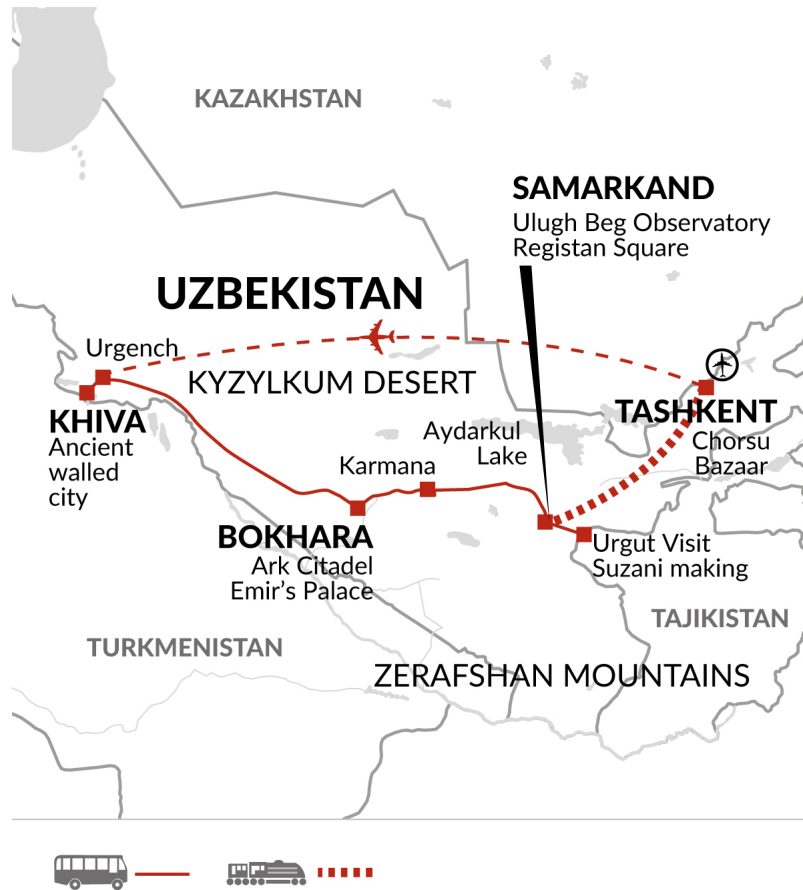 KAZAKHSTAN
SAMARKAND
Ulugh Beg Observatory
Registan Square
UZBEKISTAN
Urgench
KYZYLKUM DESERT
KHIVA
Ancient
walled
city
TASHKENT
Chorsu
Bazaar
Aydarkul
Lake
Karmana
BOKHARA
Ark Citadel
Emir's Palace
Urgut Visit
Suzani making
TAJIKISTAN
TURKMENISTAN
ZERAFSHAN MOUNTAINS